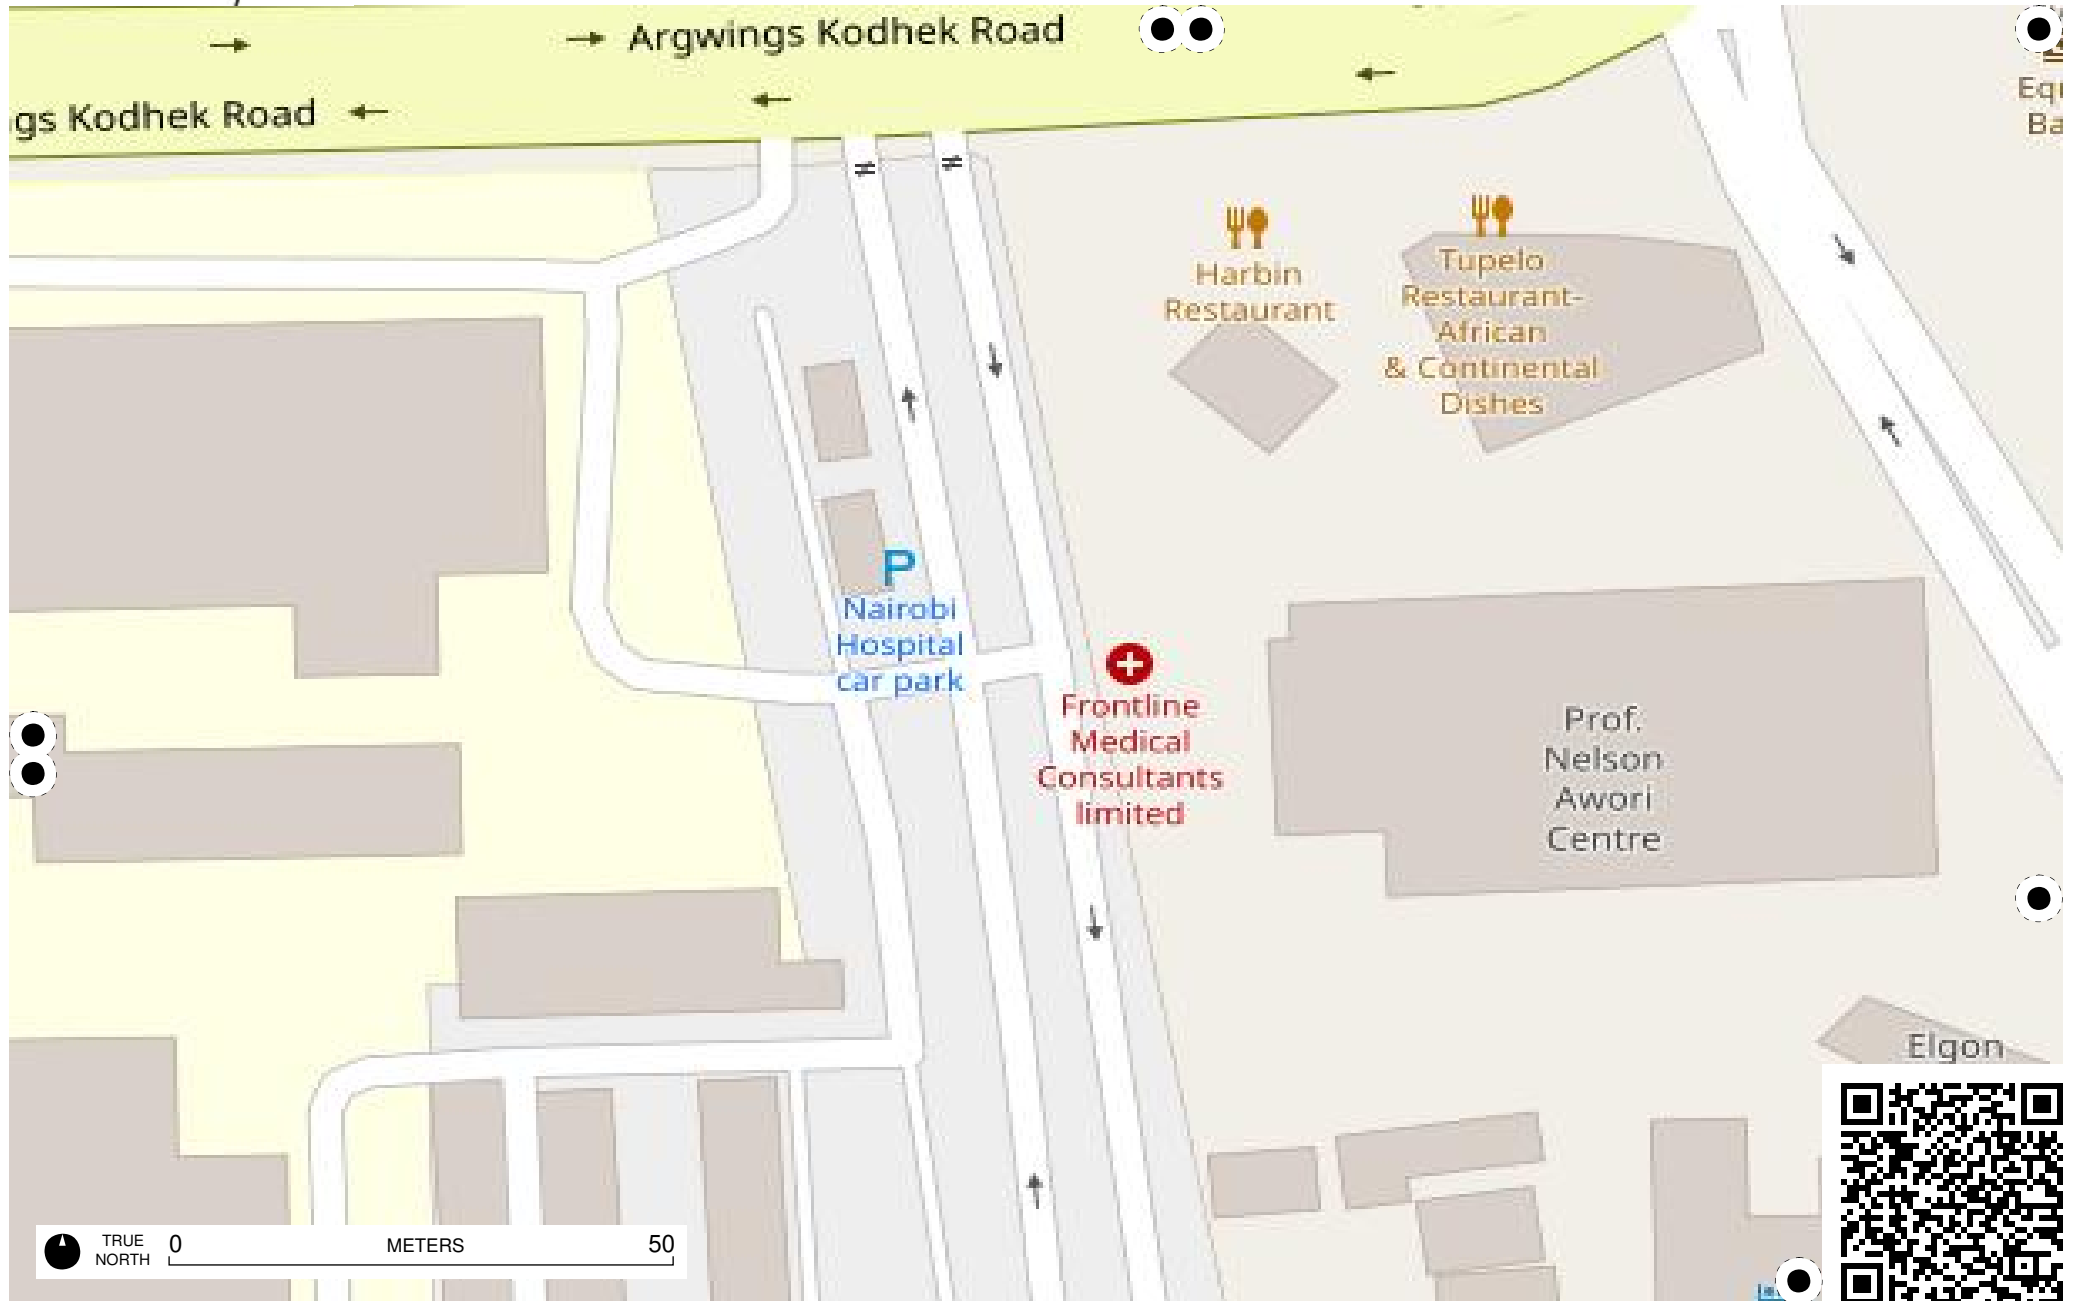 Argwings Kodhek Road
gs Kodhek Road
Harbin
Restaurant
Tupelo
Restaurant-
African
& Continental
Dishes
P
Nairobi
Hospital
car park
Frontline
Medical
Consultants
limited
Prof.
Nelson
Awori
Centre
Elgon
TRUE
NORTH
0 METERS 50